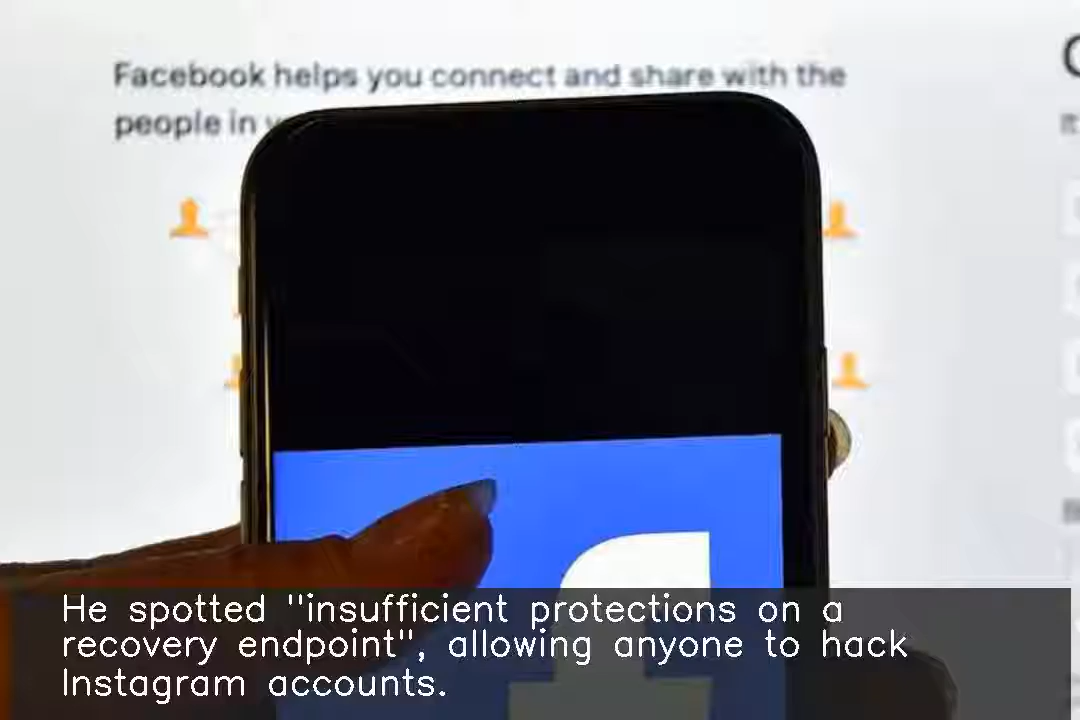 Facebook helps you connect and share with the
people in
He spotted "insufficient protections on a
recovery endpoint", allowing anyone to hack
Instagram accounts.